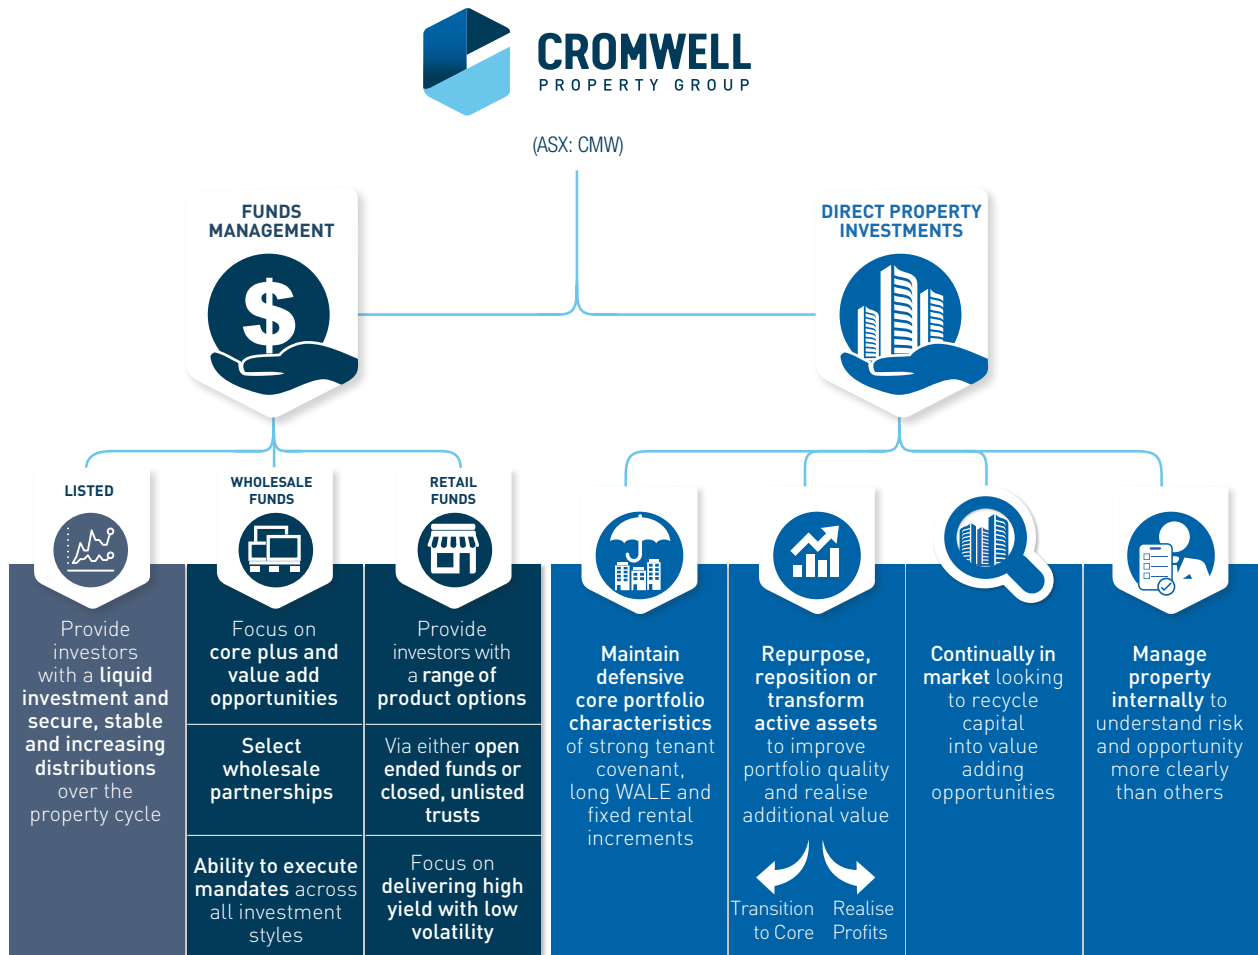 CROMWELL
PROPERTY GROUP
(ASX: CMW)
FUNDS
MANAGEMENT
DIRECT PROPERTY
INVESTMENTS
$
LISTED
WHOLESALE
FUNDS
RETAIL
FUNDS
Provide
investors
with a liquid
investment and
secure, stable
and increasing
distributions
over the
property cycle
Focus on
core plus and
value add
opportunities
Select
wholesale
partnerships
Ability to execute
mandates across
all investment
styles
Provide
investors with
a range of
product options
Via either open
ended funds or
closed, unlisted
trusts
Focus on
delivering high
yield with low
volatility
Maintain
defensive
core portfolio
characteristics
of strong tenant
covenant,
long WALE and
fixed rental
increments
Repurpose,
reposition or
transform
active assets
to improve
portfolio quality
and realise
additional value
Transition
to Core
Realise
Profits
Continually in
market looking
to recycle
capital
into value
adding
opportunities
Manage
property
internally to
understand risk
and opportunity
more clearly
than others